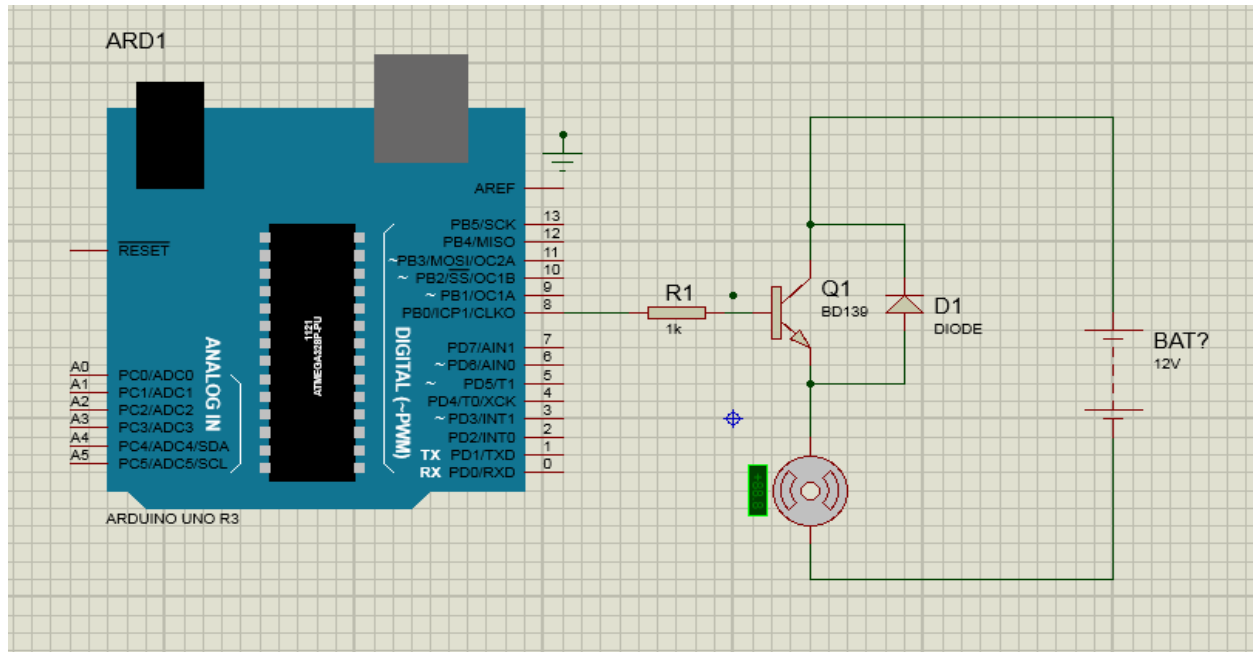 ARD1
AREF
RESET
PB5/SCK 13
PB4/MISO 12
~PB3/MOSI/OC2A 11
~ PB2/SS/OC1B 10
~ PB1/OC1A 9
PB0/ICP1/CLKO 8
PD7/AIN1 7
~PD6/AIN0 6
~ PD5/T1 5
PD4/T0/XCK 4
~PD3/INT1 3
PD2/INT0 2
TX PD1/TXD 1
RX PD0/RXD 0
1121
ATMEGA328P-PU
DIGITAL (~PWM)
ANALOG IN
A0 PC0/ADC0
A1 PC1/ADC1
A2 PC2/ADC2
A3 PC3/ADC3
A4 PC4/ADC4/SDA
A5 PC5/ADC5/SCL
ARDUINO UNO R3
R1
1k
Q1
BD139
D1
DIODE
BAT?
12V